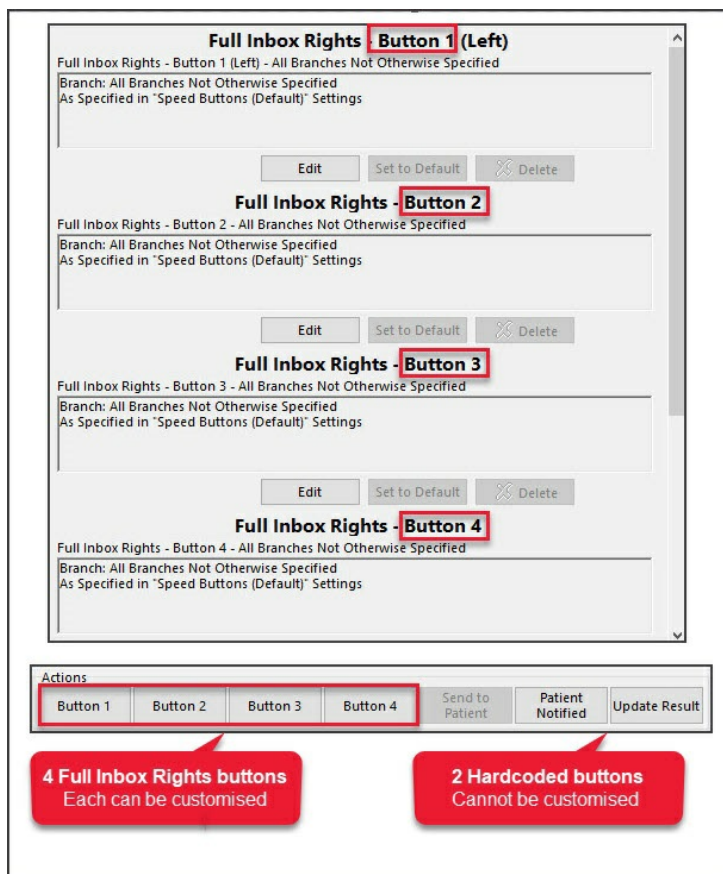 Full Inbox Rights - Button 1 (Left)
Full Inbox Rights - Button 1 (Left) - All Branches Not Otherwise Specified
Branch: All Branches Not Otherwise Specified
As Specified in "Speed Buttons (Default)" Settings
Edit Set to Default Delete
Full Inbox Rights - Button 2
Full Inbox Rights - Button 2 - All Branches Not Otherwise Specified
Branch: All Branches Not Otherwise Specified
As Specified in "Speed Buttons (Default)" Settings
Edit Set to Default Delete
Full Inbox Rights - Button 3
Full Inbox Rights - Button 3 - All Branches Not Otherwise Specified
Branch: All Branches Not Otherwise Specified
As Specified in "Speed Buttons (Default)" Settings
Edit Set to Default Delete
Full Inbox Rights - Button 4
Full Inbox Rights - Button 4 - All Branches Not Otherwise Specified
Branch: All Branches Not Otherwise Specified
As Specified in "Speed Buttons (Default)" Settings
Actions
Button 1 Button 2 Button 3 Button 4 Send to Patient Patient Notified Update Result
4 Full Inbox Rights buttons
Each can be customised
2 Hardcoded buttons
Cannot be customised